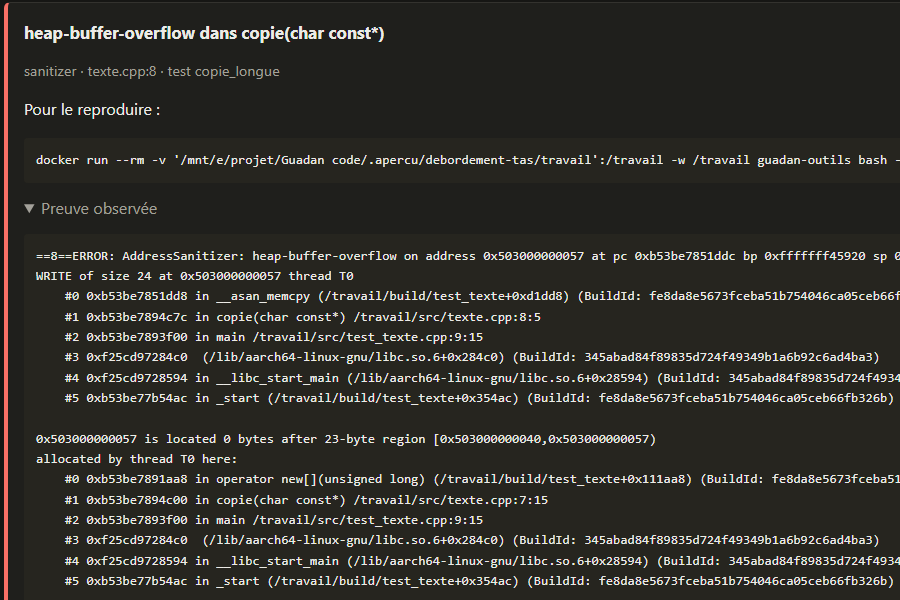 heap-buffer-overflow dans copie(char const*)
sanitizer · texte.cpp:8 · test copie_longue
Pour le reproduire :
docker run --rm -v '/mnt/e/projet/Guadan code/.apercu/debordement-tas/travail':/travail -w /travail guadan-outils bash -
▼ Preuve observée
==8==ERROR: AddressSanitizer: heap-buffer-overflow on address 0x503000000057 at pc 0xb53be7851ddc bp 0xfffffff45920 sp 0
WRITE of size 24 at 0x503000000057 thread T0
#0 0xb53be7851dd8 in __asan_memcpy (/travail/build/test_texte+0xd1dd8) (BuildId: fe8da8e5673fceba51b754046ca05ceb66f
#1 0xb53be7894c7c in copie(char const*) /travail/src/texte.cpp:8:5
#2 0xb53be7893f00 in main /travail/src/test_texte.cpp:9:15
#3 0xf25cd97284c0  (/lib/aarch64-linux-gnu/libc.so.6+0x284c0) (BuildId: 345abad84f89835d724f49349b1a6b92c6ad4ba3)
#4 0xf25cd9728594 in __libc_start_main (/lib/aarch64-linux-gnu/libc.so.6+0x28594) (BuildId: 345abad84f89835d724f4934
#5 0xb53be77b54ac in _start (/travail/build/test_texte+0x354ac) (BuildId: fe8da8e5673fceba51b754046ca05ceb66fb326b)
0x503000000057 is located 0 bytes after 23-byte region [0x503000000040,0x503000000057)
allocated by thread T0 here:
#0 0xb53be7891aa8 in operator new[](unsigned long) (/travail/build/test_texte+0x111aa8) (BuildId: fe8da8e5673fceba51
#1 0xb53be7894c00 in copie(char const*) /travail/src/texte.cpp:7:15
#2 0xb53be7893f00 in main /travail/src/test_texte.cpp:9:15
#3 0xf25cd97284c0  (/lib/aarch64-linux-gnu/libc.so.6+0x284c0) (BuildId: 345abad84f89835d724f49349b1a6b92c6ad4ba3)
#4 0xf25cd9728594 in __libc_start_main (/lib/aarch64-linux-gnu/libc.so.6+0x28594) (BuildId: 345abad84f89835d724f4934
#5 0xb53be77b54ac in _start (/travail/build/test_texte+0x354ac) (BuildId: fe8da8e5673fceba51b754046ca05ceb66fb326b)